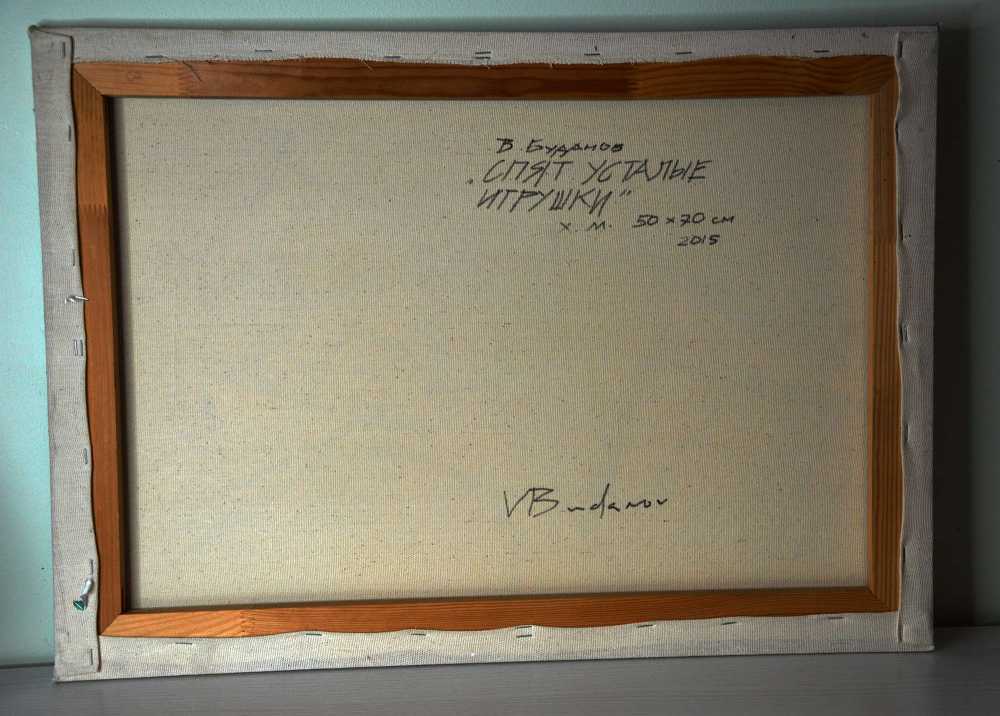 В. Буданов
„СПЯТ УСТАЛЫЕ
ИГРУШКИ"
х. м. 50 х 70 см
2015
VBudanov